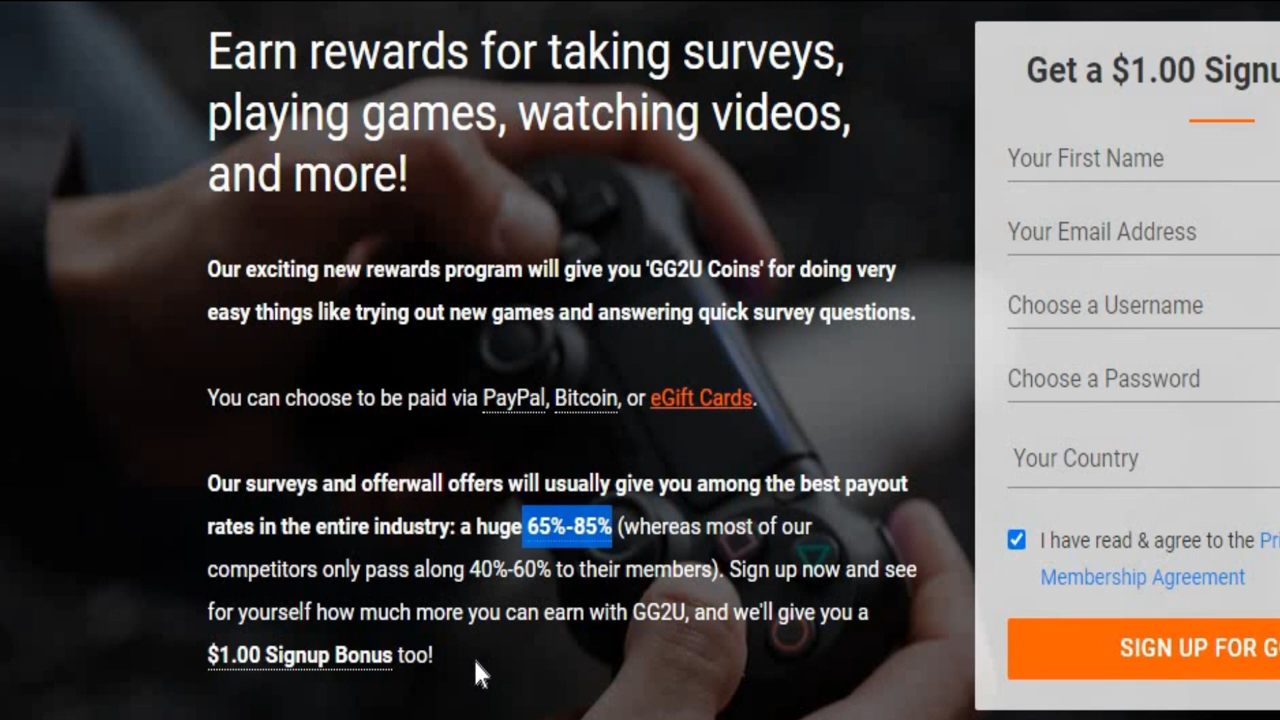 Earn rewards for taking surveys,
playing games, watching videos,
and more!
Our exciting new rewards program will give you 'GG2U Coins' for doing very
easy things like trying out new games and answering quick survey questions.
You can choose to be paid via PayPal, Bitcoin, or eGift Cards.
Our surveys and offerwall offers will usually give you among the best payout
rates in the entire industry: a huge 65%-85% (whereas most of our
competitors only pass along 40%-60% to their members). Sign up now and see
for yourself how much more you can earn with GG2U, and we'll give you a
$1.00 Signup Bonus too!
Get a $1.00
Your First Name
Your Email Address
Choose a Username
Choose a Password
Your Country
I have read & agree to the
Membership Agreement
SIGN UP FOR